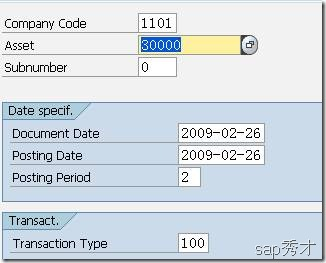 Company Code 1101
Asset 30000
Subnumber 0
Date specif.
Document Date 2009-02-26
Posting Date 2009-02-26
Posting Period 2
Transact.
Transaction Type 100
sap秀才